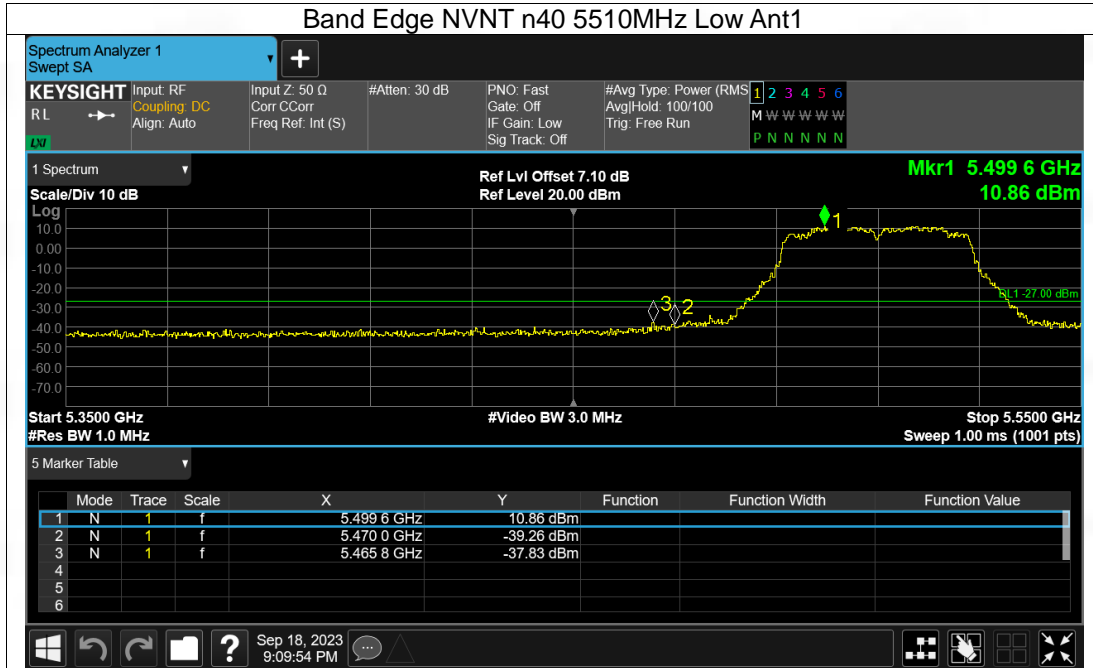 Band Edge NVNT n40 5510MHz Low Ant1
Spectrum Analyzer 1
Swept SA
+
KEYSIGHT Input: RF Input Z: 50 Ω #Atten: 30 dB PNO: Fast #Avg Type: Power (RMS 1 2 3 4 5 6
RL Coupling: DC Corr CCorr Gate: Off Avg|Hold: 100/100 M W W W W W
Align: Auto Freq Ref: Int (S) IF Gain: Low Trig: Free Run
LXI Sig Track: Off P N N N N N
1 Spectrum Ref Lvl Offset 7.10 dB Mkr1 5.499 6 GHz
Scale/Div 10 dB Ref Level 20.00 dBm 10.86 dBm
Log
10.0
1
0.00
-10.0
-20.0
DL1 -27.00 dBm
-30.0
3 2
-40.0
-50.0
-60.0
-70.0
Start 5.3500 GHz #Video BW 3.0 MHz Stop 5.5500 GHz
#Res BW 1.0 MHz Sweep 1.00 ms (1001 pts)
5 Marker Table
Mode Trace Scale X Y Function Function Width Function Value
1 N 1 f 5.499 6 GHz 10.86 dBm
2 N 1 f 5.470 0 GHz -39.26 dBm
3 N 1 f 5.465 8 GHz -37.83 dBm
4
5
6
? Sep 18, 2023
9:09:54 PM